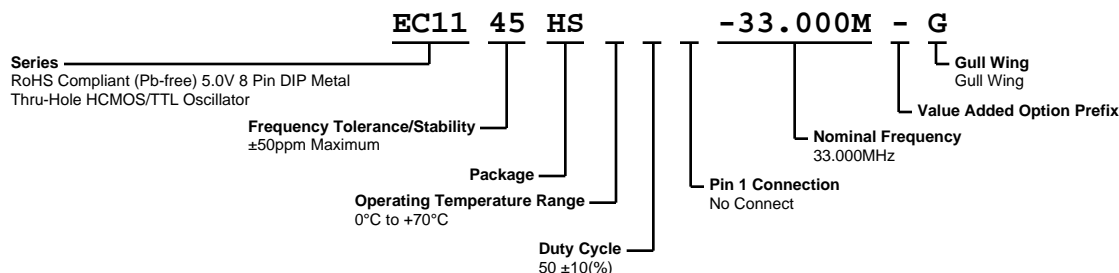 EC11 45 HS -33.000M - G
Series
RoHS Compliant (Pb-free) 5.0V 8 Pin DIP Metal
Thru-Hole HCMOS/TTL Oscillator
Frequency Tolerance/Stability
±50ppm Maximum
Package
Operating Temperature Range
0°C to +70°C
Duty Cycle
50 ±10(%)
Pin 1 Connection
No Connect
Nominal Frequency
33.000MHz
Value Added Option Prefix
Gull Wing
Gull Wing